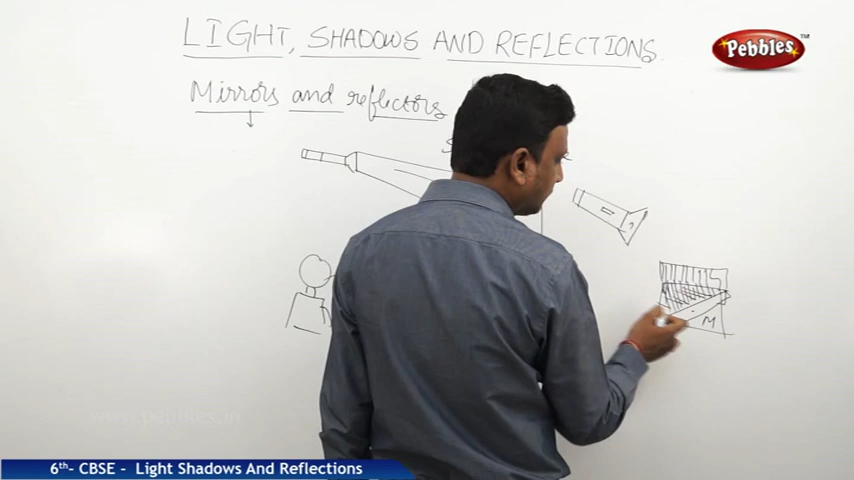 LIGHT, SHADOWS AND REFLECTIONS.
Pebbles
Mirrors and reflectors
M
www.pebbles.in
6th- CBSE - Light Shadows And Reflections